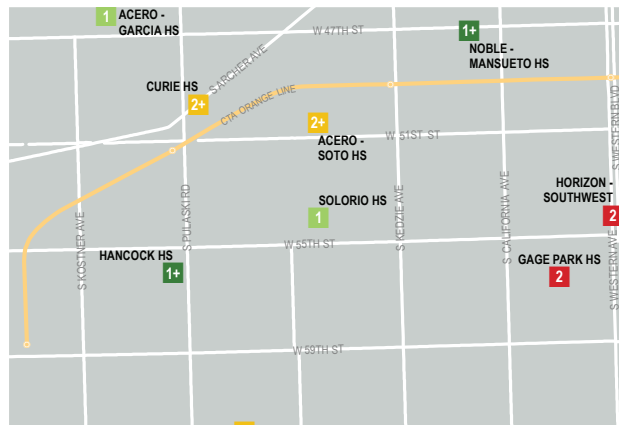 1
ACERO -
GARCIA HS
W 47TH ST
1+
NOBLE -
MANSUETO HS
S ARCHER AVE
CURIE HS
2+
CTA ORANGE LINE
2+
ACERO -
SOTO HS
W 51ST ST
S WESTERN BLVD
HORIZON -
SOUTHWEST
2
SOLORIO HS
1
S KOSTNER AVE
S PULASKI RD
S KEDZIE AVE
S CALIFORNIA AVE
S WESTERN AVE
HANCOCK HS
1+
W 55TH ST
GAGE PARK HS
2
W 59TH ST